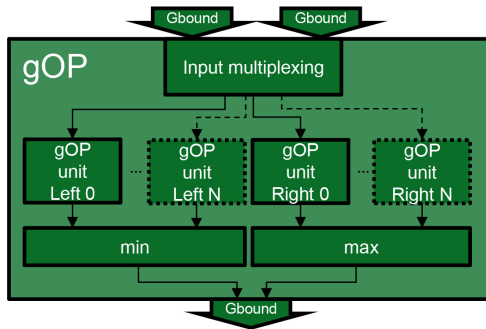 Gbound Gbound
gOP
Input multiplexing
gOP
unit
Left 0
...
gOP
unit
Left N
gOP
unit
Right 0
...
gOP
unit
Right N
min
max
Gbound